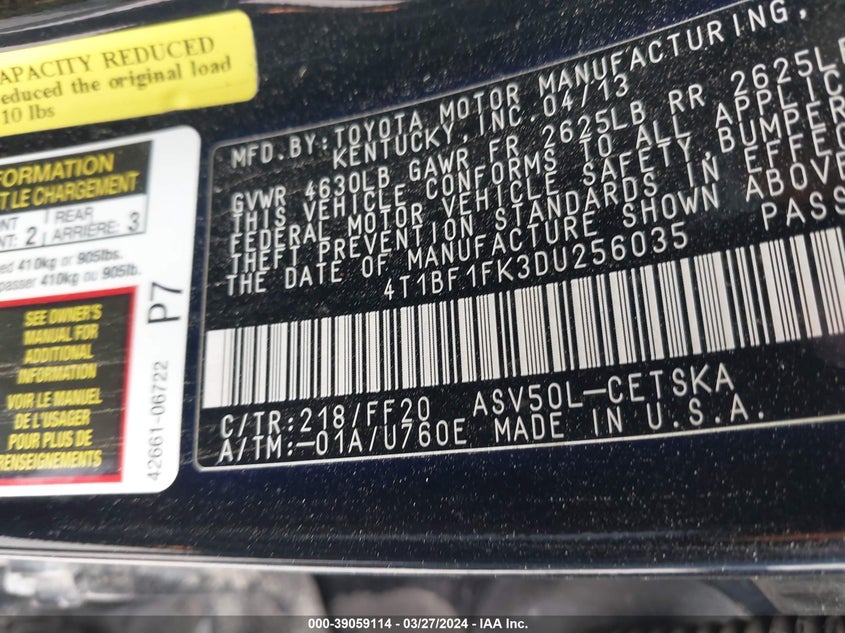 CAPACITY REDUCED
educed the original load
10 lbs
FORMATION
T LE CHARGEMENT
NT | REAR
NT: 2 | ARRIÈRE: 3
ed 410kg or 905lbs.
passer 410kg ou 905lb.
SEE OWNER'S
MANUAL FOR
ADDITIONAL
INFORMATION
VOIR LE MANUEL
DE L'USAGER
POUR PLUS DE
RENSEIGNEMENTS
42661-06722 P7
MFD.BY:TOYOTA MOTOR MANUFACTURING,
KENTUCKY,INC.04/13
GVWR 4630LB GAWR FR 2625LB RR 2625LB
THIS VEHICLE CONFORMS TO ALL APPLIC
FEDERAL MOTOR VEHICLE SAFETY,BUMPER
THEFT PREVENTION STANDARDS IN EFFEC
THE DATE OF MANUFACTURE SHOWN ABOVE
4T1BF1FK3DU256035 PASS
C/TR:218/FF20 ASV50L-CETSKA
A/TM:-01A/U760E MADE IN U.S.A.
000-39059114 | 03/27/2024 | IAA Inc.